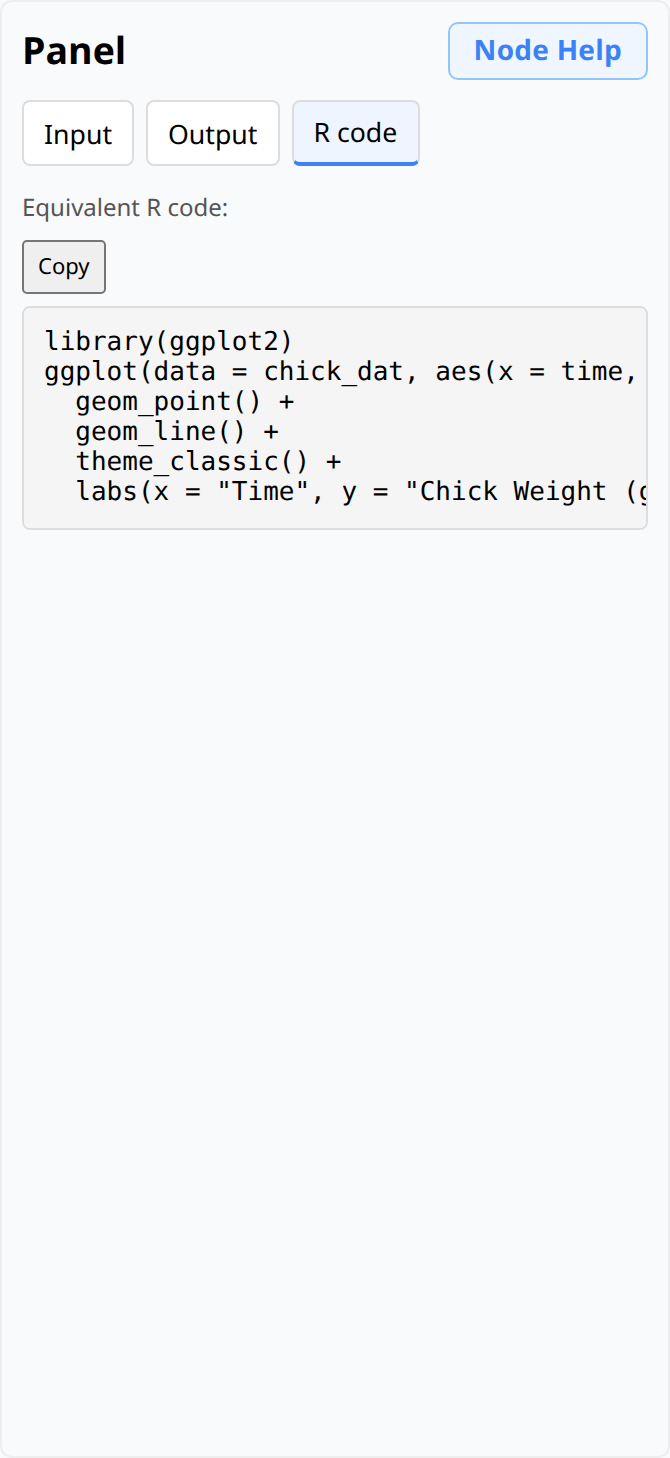 Panel
Node Help
Input
Output
R code
Equivalent R code:
Copy
library(ggplot2)
ggplot(data = chick_dat, aes(x = time,
  geom_point() +
  geom_line() +
  theme_classic() +
  labs(x = "Time", y = "Chick Weight (g